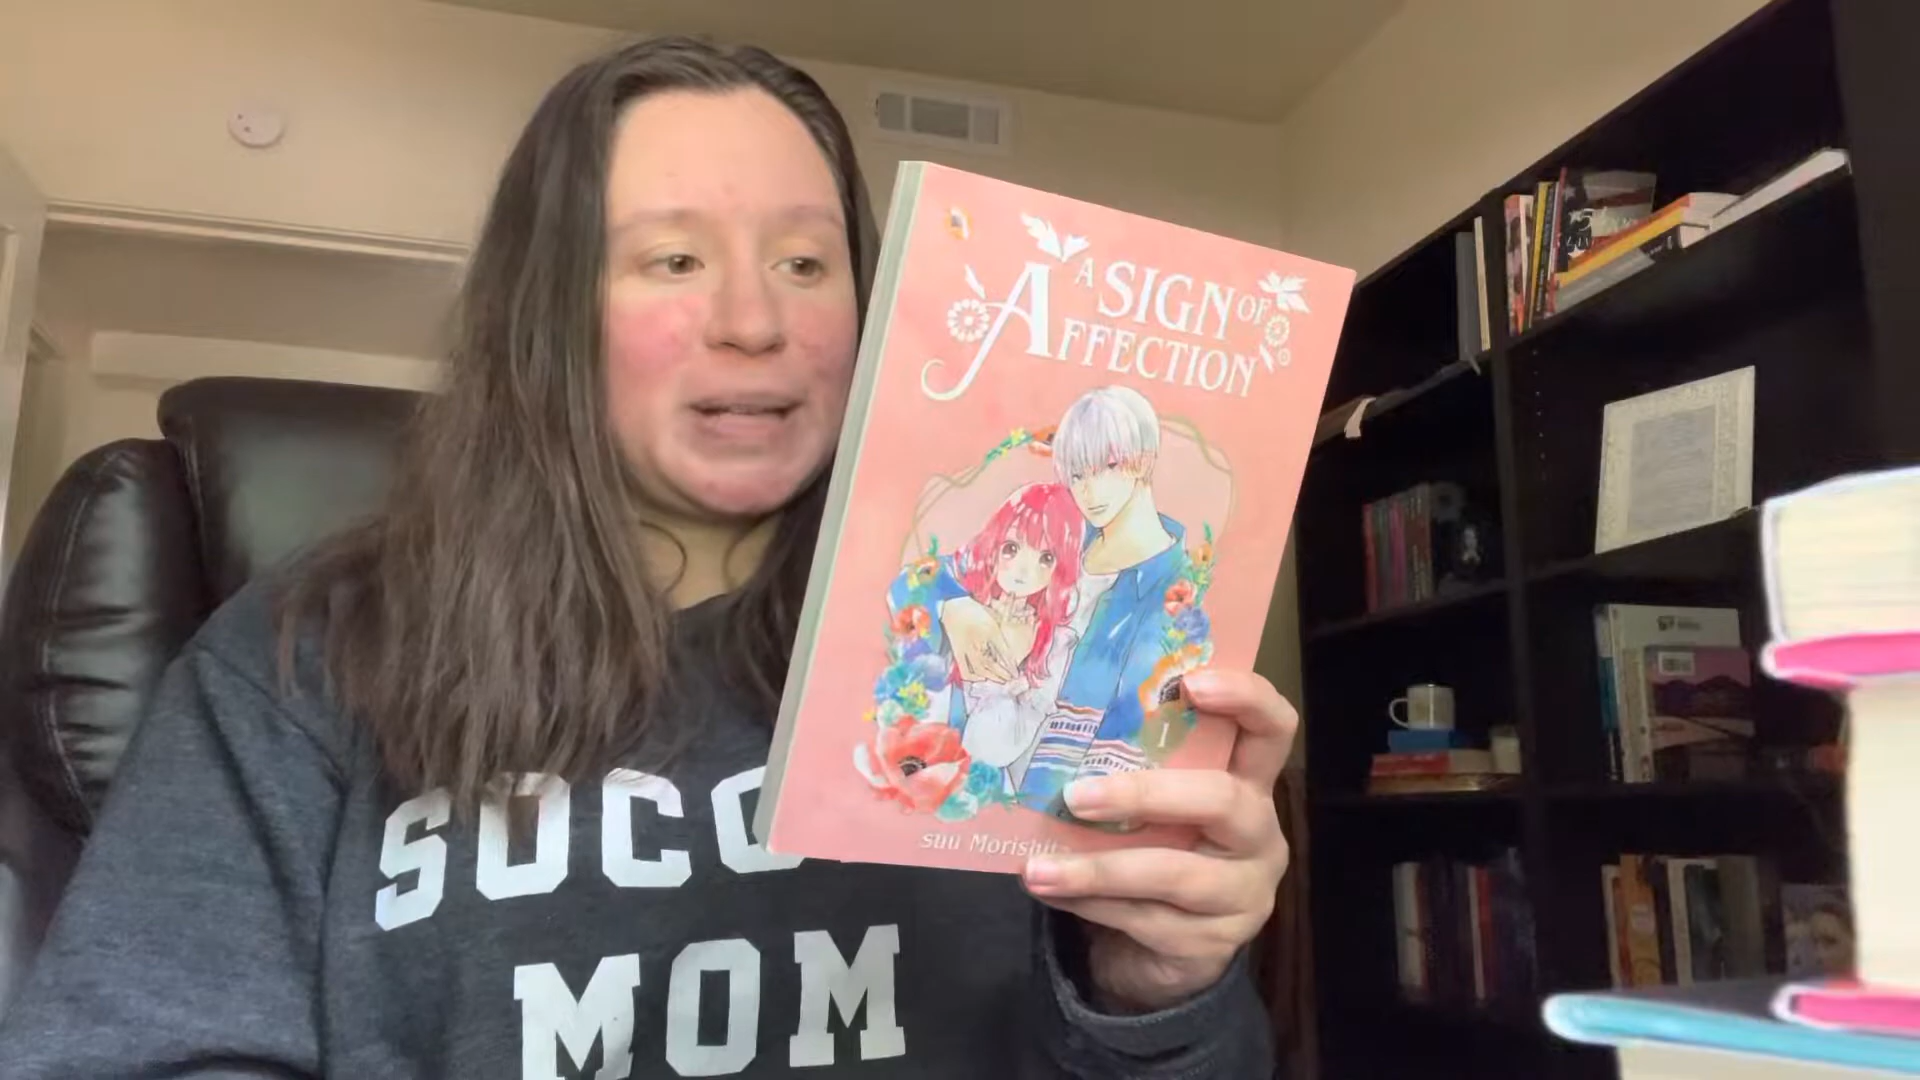 A SIGN OF
AFFECTION
1
suu Morishita
SOCC
MOM